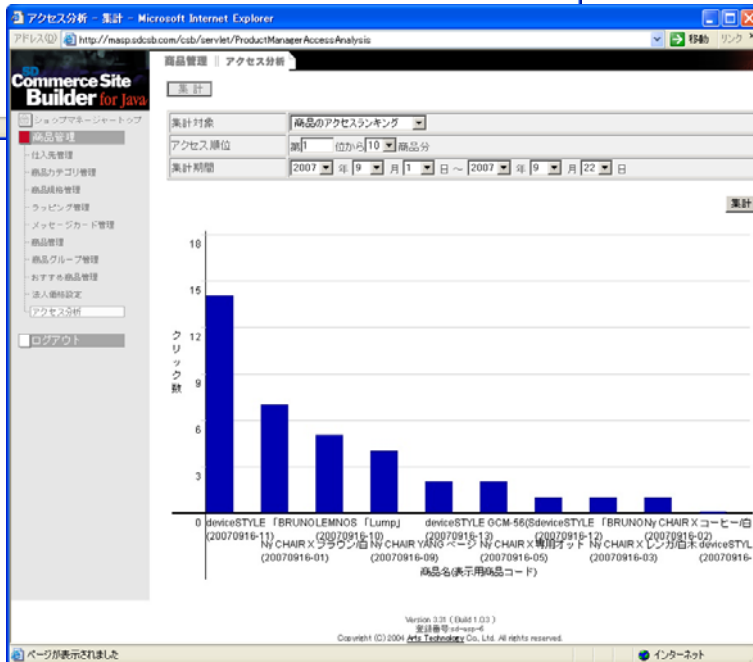 アクセス分析 - 集計 - Microsoft Internet Explorer
アドレス(D) http://masp.sdcsb.com/csb/servlet/ProductManagerAccessAnalysis 移動 リンク
SD
Commerce Site
Builder for Java
商品管理 || アクセス分析
集計
ショップマネージャートップ
商品管理
仕入先管理
商品カテゴリ管理
商品規格管理
ラッピング管理
メッセージカード管理
商品管理
商品グループ管理
おすすめ商品管理
法人価格設定
アクセス分析
ログアウト
集計対象 商品のアクセスランキング
アクセス順位 第1 位から 10 商品分
集計期間 2007 年 9 月 1 日 ～ 2007 年 9 月 22 日
集計
クリック数
18
15
12
9
6
3
0
deviceSTYLE 「BRUNO LEMNOS 「Lump」 deviceSTYLE GCM-56(S deviceSTYLE 「BRUNO Ny CHAIR X コーヒー/白
(20070916-11) (20070916-10) (20070916-13) (20070916-12) (20070916-02)
Ny CHAIR X ブラウン/白 Ny CHAIR YANG ベージ Ny CHAIR X 専用オット Ny CHAIR X レンガ/白木 deviceSTYL
(20070916-01) (20070916-09) (20070916-05) (20070916-03) (20070916-
商品名(表示用商品コード)
Version 3.31 ( Build 1.03 )
登録番号:sd-asp-6
Copyright (C) 2004 Arts Technology Co., Ltd. All rights reserved.
ページが表示されました インターネット